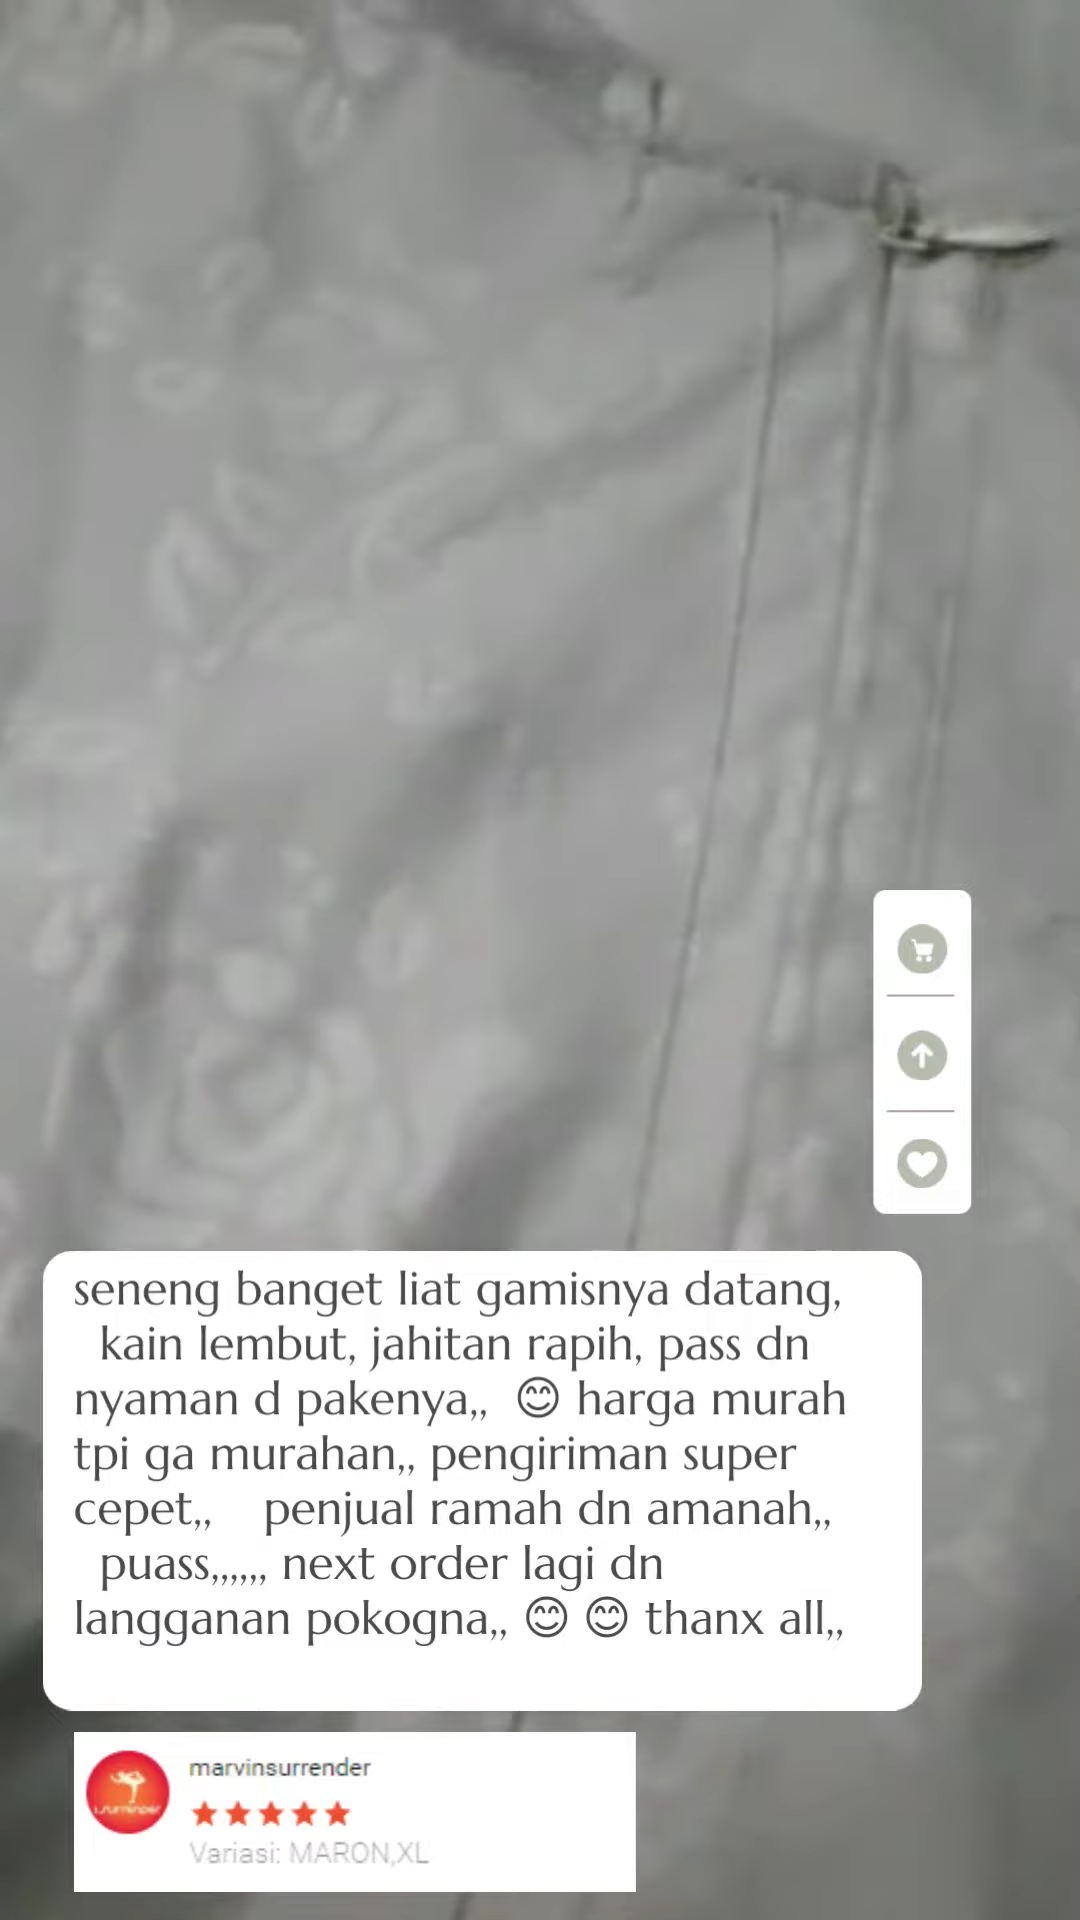 seneng banget liat gamisnya datang,
kain lembut, jahitan rapih, pass dn
nyaman d pakenya,, 😊 harga murah
tpi ga murahan,, pengiriman super
cepet,, penjual ramah dn amanah,,
puass,,,,,, next order lagi dn
langganan pokogna,, 😊 😊 thanx all,,
marvinsurrender
Variasi: MARON,XL